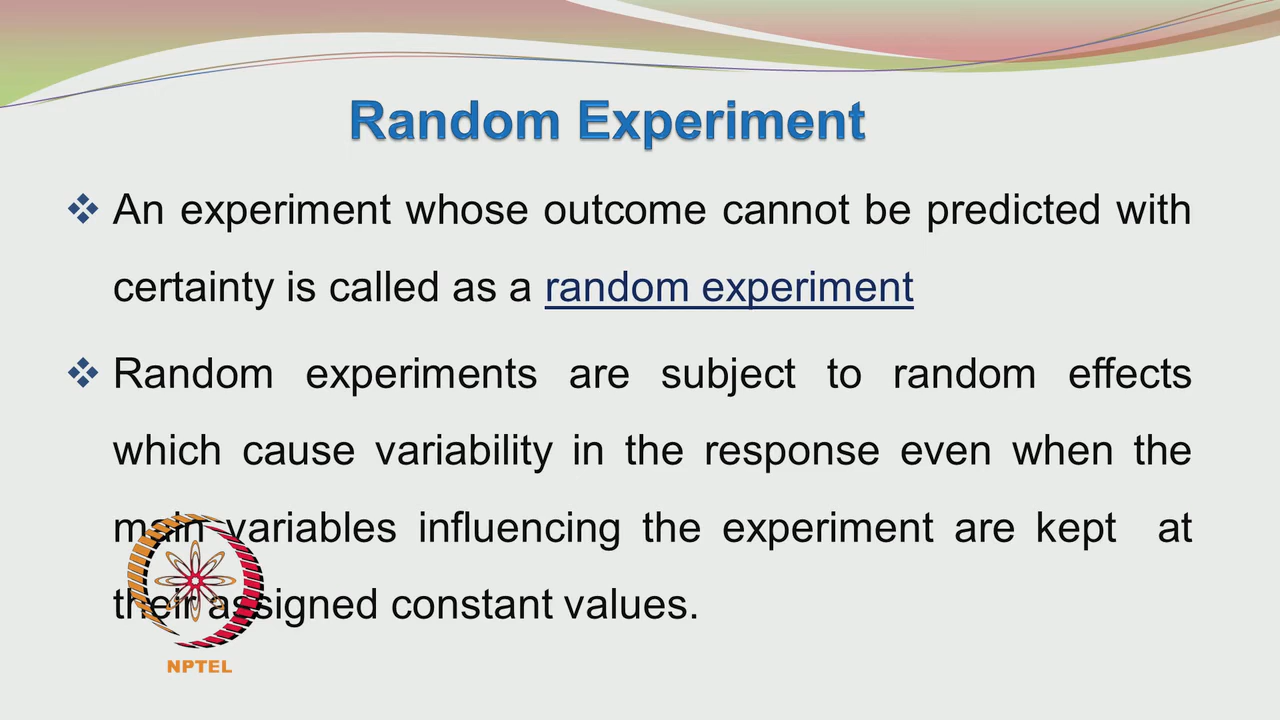 Random Experiment
An experiment whose outcome cannot be predicted with
certainty is called as a random experiment
Random experiments are subject to random effects
which cause variability in the response even when the
main variables influencing the experiment are kept at
their assigned constant values.
NPTEL